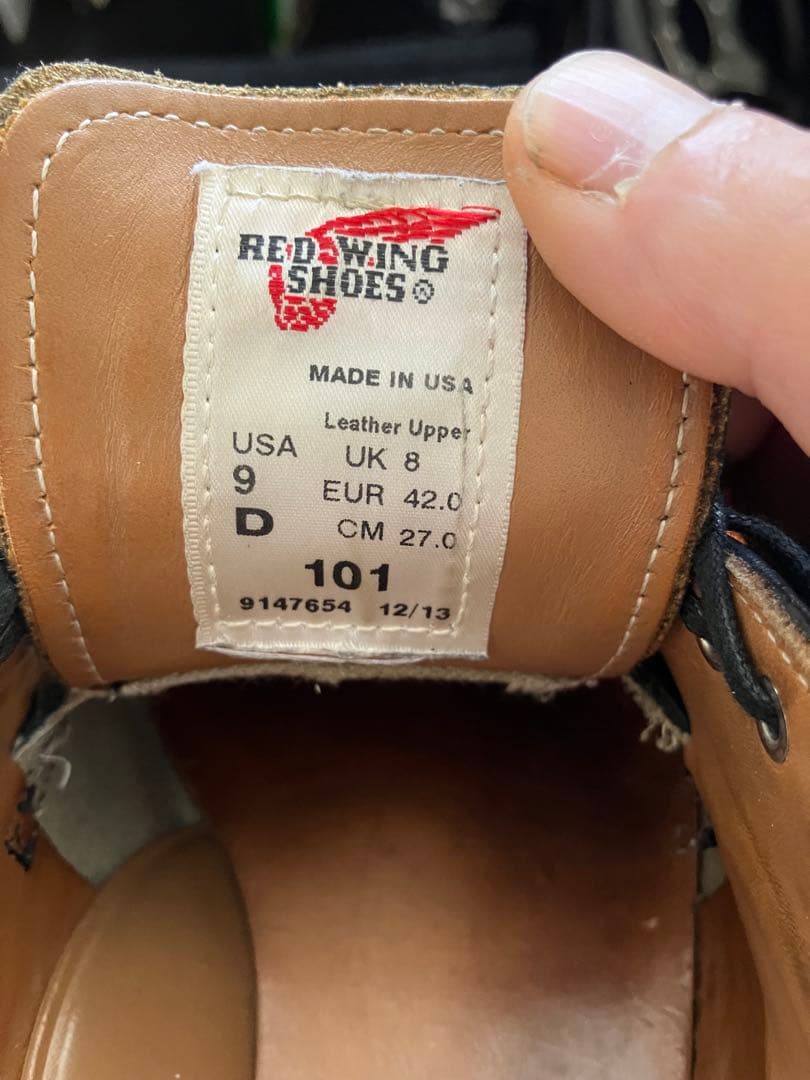 RED WING
SHOES®
MADE IN USA
Leather Upper
USA UK 8
9 EUR 42.0
D CM 27.0
101
9147654 12/13